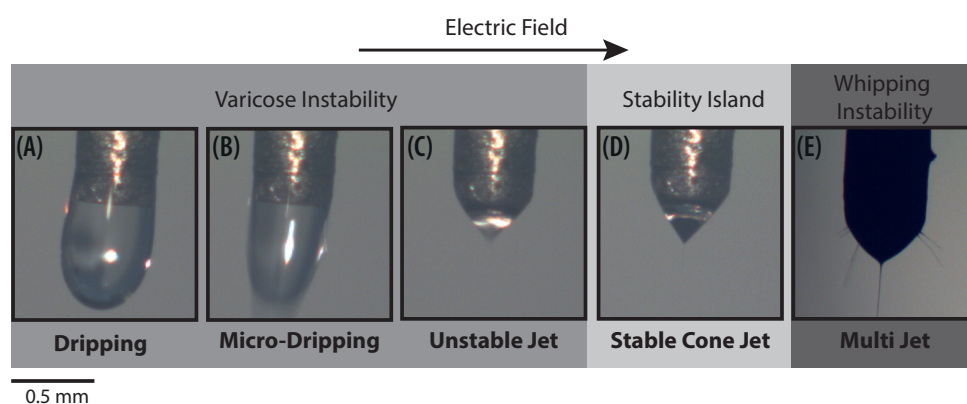 Electric Field
Varicose Instability
Stability Island
Whipping
Instability
(A)
(B)
(C)
(D)
(E)
Dripping
Micro-Dripping
Unstable Jet
Stable Cone Jet
Multi Jet
0.5 mm